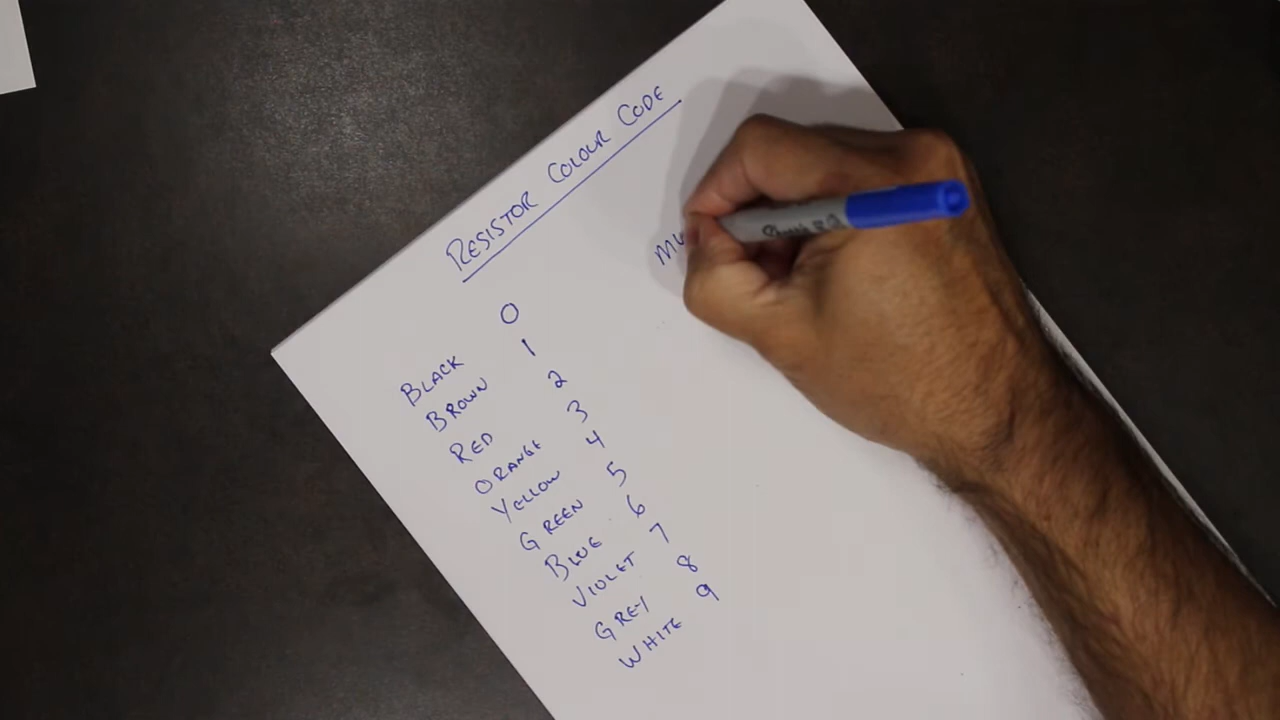 RESISTOR COLOUR CODE
BLACK 0
BROWN 1
RED 2
ORANGE 3
YELLOW 4
GREEN 5
BLUE 6
VIOLET 7
GREY 8
WHITE 9